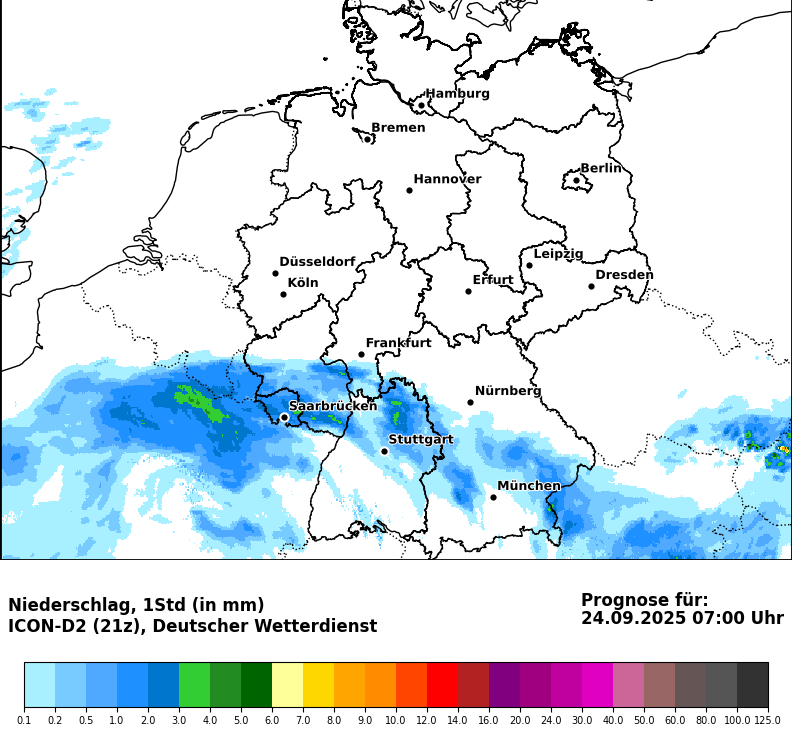 Hamburg
Bremen
Berlin
Hannover
Leipzig
Düsseldorf
Dresden
Köln
Erfurt
Frankfurt
Nürnberg
Saarbrücken
Stuttgart
München
Niederschlag, 1Std (in mm)
ICON-D2 (21z), Deutscher Wetterdienst
Prognose für:
24.09.2025 07:00 Uhr
0.1 0.2 0.5 1.0 2.0 3.0 4.0 5.0 6.0 7.0 8.0 9.0 10.0 12.0 14.0 16.0 20.0 24.0 30.0 40.0 50.0 60.0 80.0 100.0 125.0